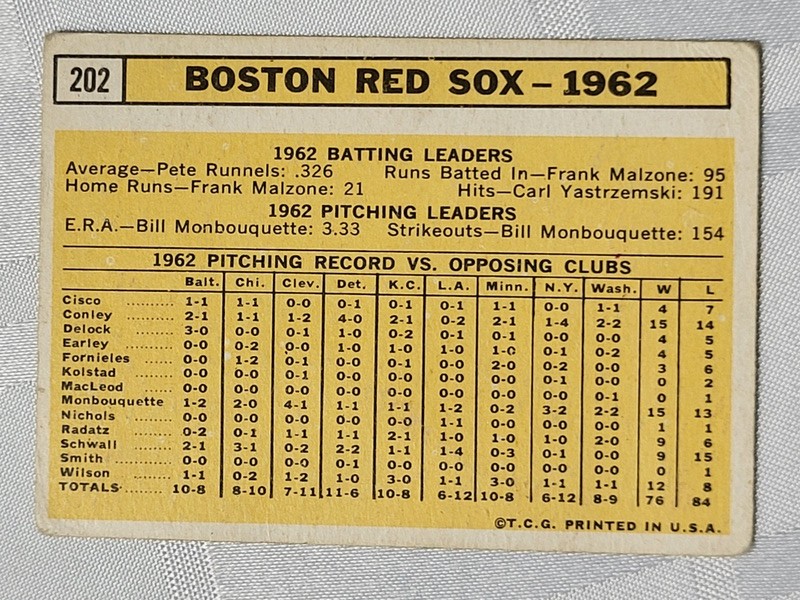 202 BOSTON RED SOX – 1962
1962 BATTING LEADERS
Average—Pete Runnels: .326 Runs Batted In—Frank Malzone: 95
Home Runs—Frank Malzone: 21 Hits—Carl Yastrzemski: 191
1962 PITCHING LEADERS
E.R.A.—Bill Monbouquette: 3.33 Strikeouts—Bill Monbouquette: 154
1962 PITCHING RECORD VS. OPPOSING CLUBS
Balt. Chi. Clev. Det. K.C. L.A. Minn. N.Y. Wash. W L
Cisco .......... 1-1 1-1 0-0 0-1 0-1 0-1 1-1 0-0 1-1 4 7
Conley .......... 2-1 1-1 1-2 4-0 2-1 0-2 2-1 1-4 2-2 15 14
Delock .......... 3-0 0-0 0-1 1-0 0-2 0-1 0-1 0-0 0-0 4 5
Earley .......... 0-0 0-2 0-0 1-0 1-0 1-0 1-0 0-1 0-2 4 5
Fornieles ...... 0-0 1-2 0-1 0-0 0-1 0-0 2-0 0-2 0-0 3 6
Kolstad ........ 0-0 0-0 0-1 0-0 0-0 0-0 0-0 0-1 0-0 0 2
MacLeod ...... 0-0 0-0 0-0 0-0 0-0 0-0 0-0 0-0 0-1 0 1
Monbouquette 1-2 2-0 4-1 1-1 1-1 1-2 0-2 3-2 2-2 15 13
Nichols ........ 0-0 0-0 0-0 0-0 0-0 1-1 0-0 0-0 0-0 1 1
Radatz .......... 0-2 0-1 1-1 1-1 2-1 1-0 1-0 1-0 2-0 9 6
Schwall ........ 2-1 3-1 0-2 2-2 1-1 1-4 0-3 0-1 0-0 9 15
Smith ............ 0-0 0-0 0-0 0-1 0-0 0-0 0-0 0-0 0-0 0 1
Wilson .......... 1-1 0-2 1-2 1-0 3-0 1-1 3-0 1-1 1-1 12 8
TOTALS........ 10-8 8-10 7-11 11-6 10-8 6-12 10-8 6-12 8-9 76 84
©T.C.G. PRINTED IN U.S.A.